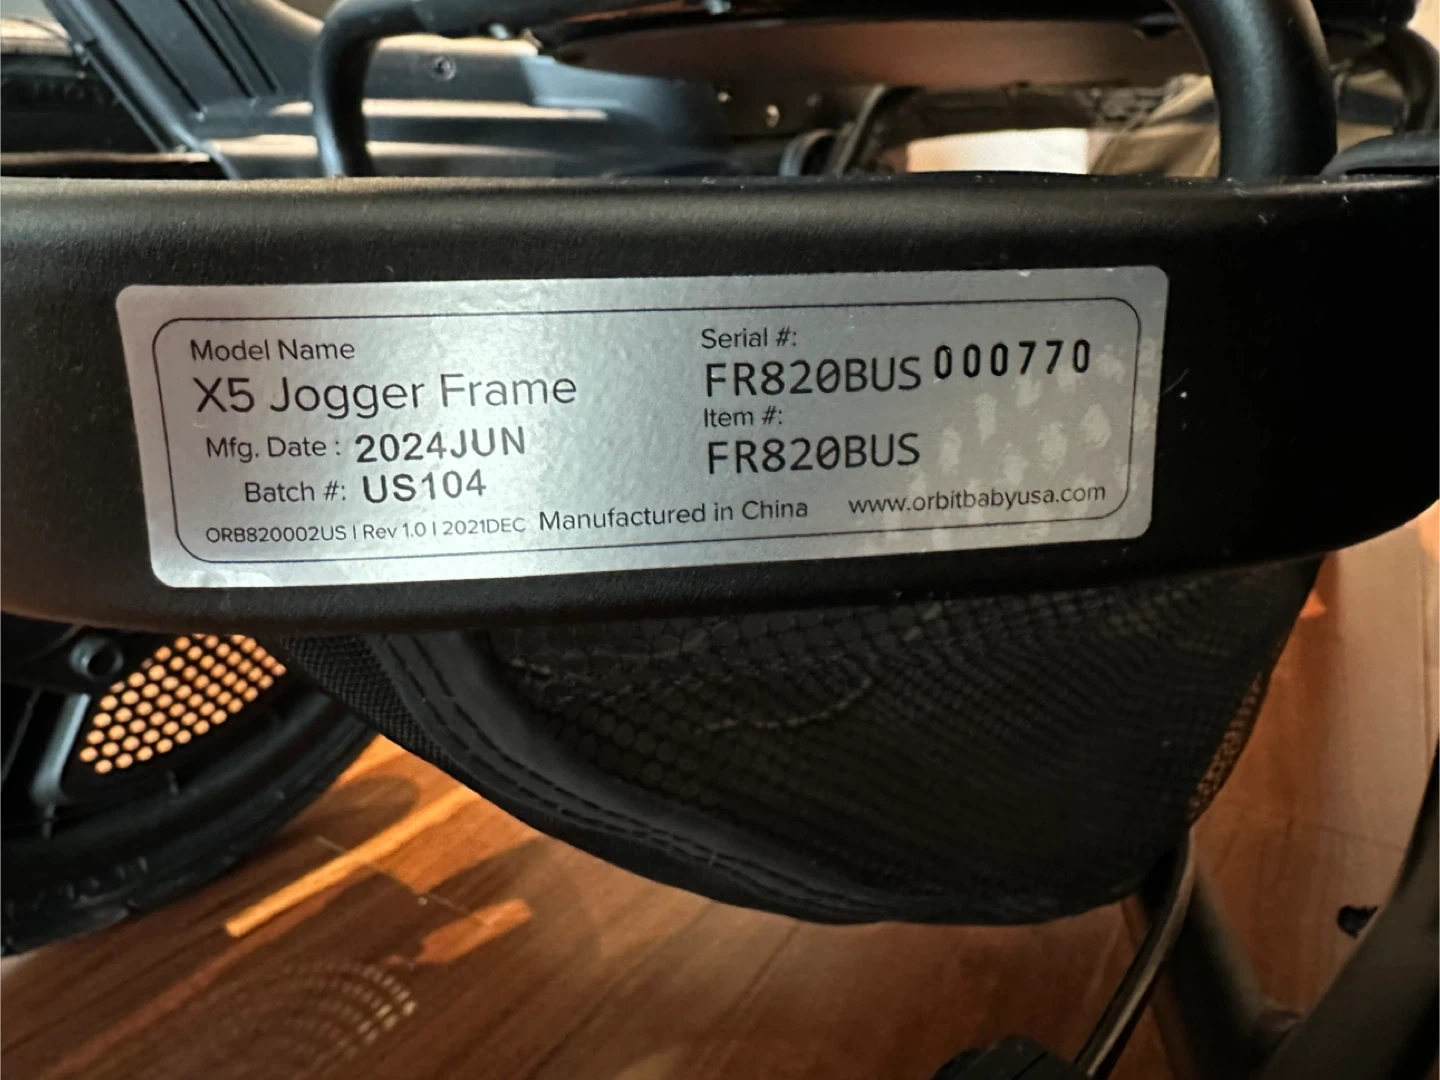 Model Name
X5 Jogger Frame
Mfg. Date : 2024JUN
Batch #: US104
ORB820002US | Rev 1.0 | 2021DEC
Serial #:
FR820BUS 000770
Item #:
FR820BUS
Manufactured in China
www.orbitbabyusa.com